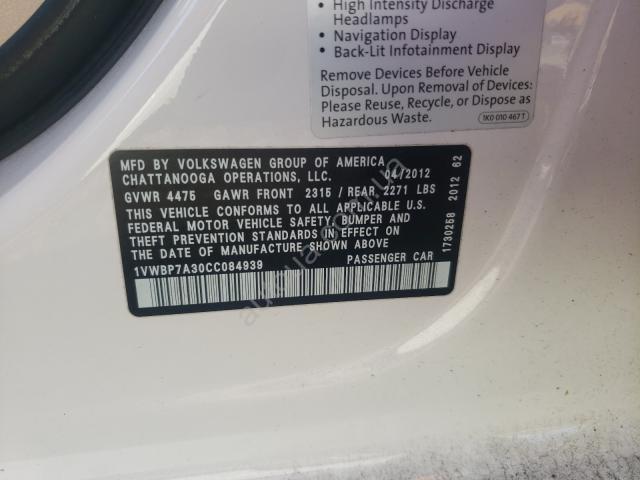 • High Intensity Discharge
Headlamps
• Navigation Display
• Back-Lit Infotainment Display
Remove Devices Before Vehicle
Disposal. Upon Removal of Devices:
Please Reuse, Recycle, or Dispose as
Hazardous Waste.
1K0 010 467 T
MFD BY VOLKSWAGEN GROUP OF AMERICA
CHATTANOOGA OPERATIONS, LLC. 04/2012
GVWR 4475 GAWR FRONT 2315 / REAR, 2271 LBS
THIS VEHICLE CONFORMS TO ALL APPLICABLE U.S.
FEDERAL MOTOR VEHICLE SAFETY, BUMPER AND
THEFT PREVENTION STANDARDS IN EFFECT ON
THE DATE OF MANUFACTURE SHOWN ABOVE
1VWBP7A30CC084939 PASSENGER CAR
1730258 2012 62